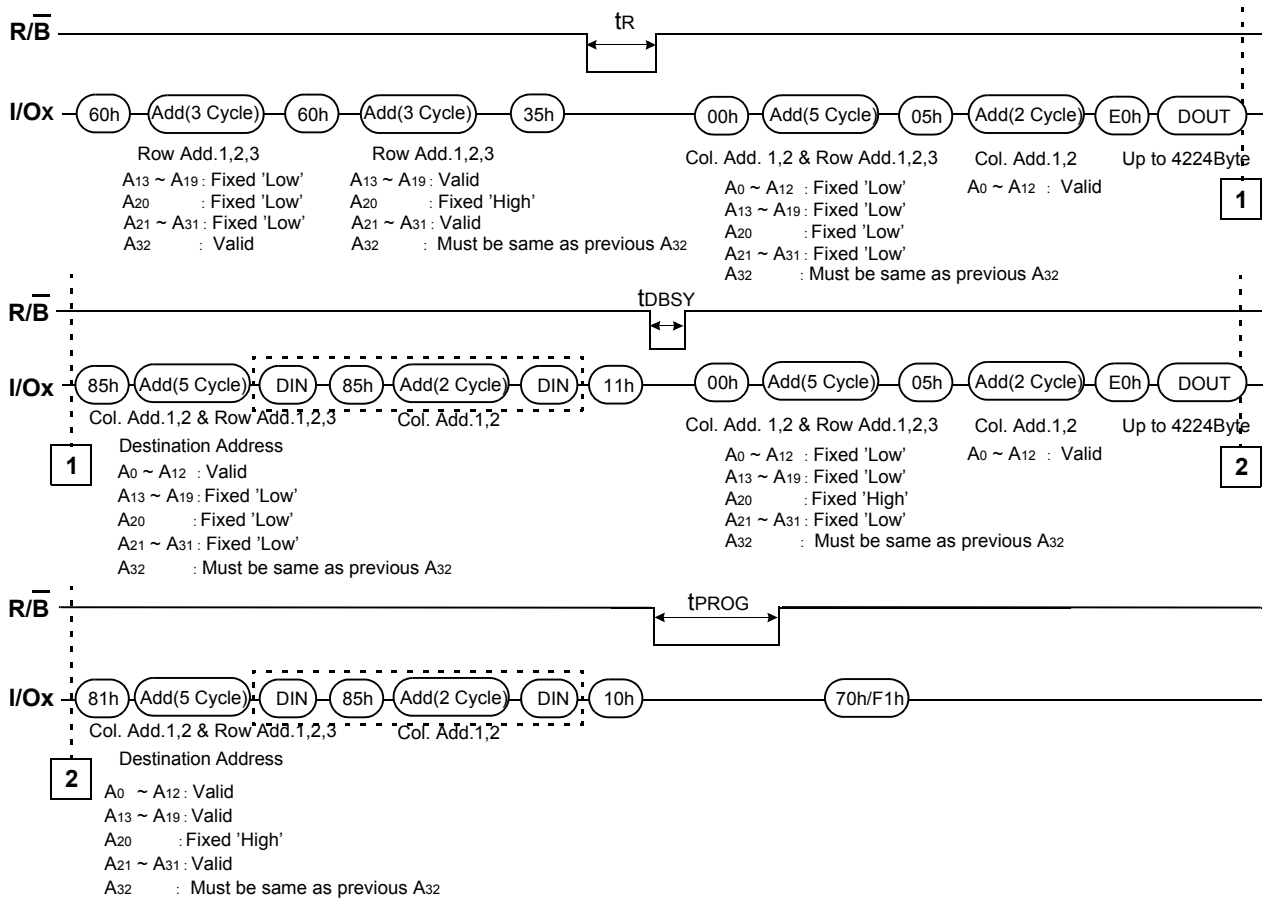 tR
R/B
I/Ox 60h Add(3 Cycle) 60h Add(3 Cycle) 35h 00h Add(5 Cycle) 05h Add(2 Cycle) E0h DOUT
Row Add.1,2,3 Row Add.1,2,3 Col. Add. 1,2 & Row Add.1,2,3 Col. Add.1,2 Up to 4224Byte
A13 ~ A19 : Fixed 'Low' A13 ~ A19 : Valid A0 ~ A12 : Fixed 'Low' A0 ~ A12 : Valid
A20 : Fixed 'Low' A20 : Fixed 'High' A13 ~ A19 : Fixed 'Low' 1
A21 ~ A31 : Fixed 'Low' A21 ~ A31 : Valid A20 : Fixed 'Low'
A32 : Valid A32 : Must be same as previous A32 A21 ~ A31 : Fixed 'Low'
A32 : Must be same as previous A32
tDBSY
R/B
I/Ox 85h Add(5 Cycle) DIN 85h Add(2 Cycle) DIN 11h 00h Add(5 Cycle) 05h Add(2 Cycle) E0h DOUT
Col. Add.1,2 & Row Add.1,2,3 Col. Add.1,2 Col. Add. 1,2 & Row Add.1,2,3 Col. Add.1,2 Up to 4224Byte
1 Destination Address A0 ~ A12 : Fixed 'Low' A0 ~ A12 : Valid 2
A0 ~ A12 : Valid A13 ~ A19 : Fixed 'Low'
A13 ~ A19 : Fixed 'Low' A20 : Fixed 'High'
A20 : Fixed 'Low' A21 ~ A31 : Fixed 'Low'
A21 ~ A31 : Fixed 'Low' A32 : Must be same as previous A32
A32 : Must be same as previous A32
tPROG
R/B
I/Ox 81h Add(5 Cycle) DIN 85h Add(2 Cycle) DIN 10h 70h/F1h
Col. Add.1,2 & Row Add.1,2,3 Col. Add.1,2
2 Destination Address
A0 ~ A12 : Valid
A13 ~ A19 : Valid
A20 : Fixed 'High'
A21 ~ A31 : Valid
A32 : Must be same as previous A32